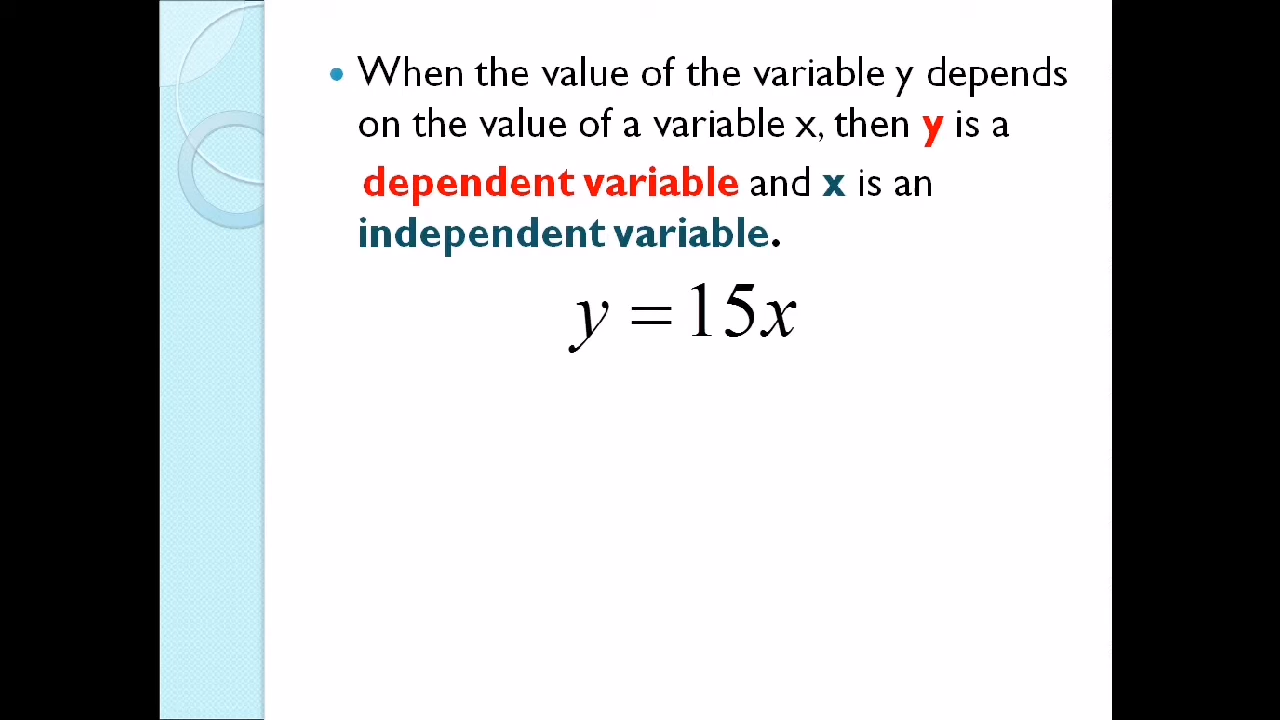 • When the value of the variable y depends
on the value of a variable x, then y is a
dependent variable and x is an
independent variable.
y = 15x